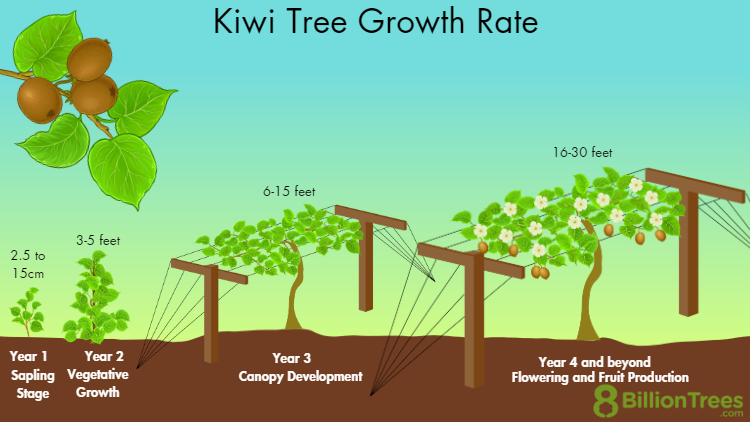 Kiwi Tree Growth Rate
16-30 feet
6-15 feet
3-5 feet
2.5 to
15cm
Year 1
Sapling
Stage
Year 2
Vegetative
Growth
Year 3
Canopy Development
Year 4 and beyond
Flowering and Fruit Production
8 BillionTrees
.com